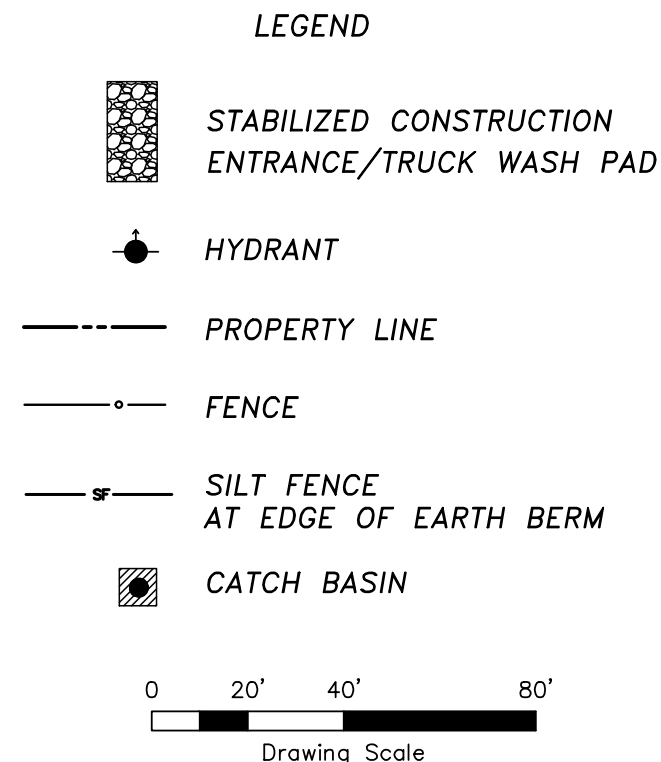 LEGEND
STABILIZED CONSTRUCTION
ENTRANCE/TRUCK WASH PAD
HYDRANT
PROPERTY LINE
FENCE
SF
SILT FENCE
AT EDGE OF EARTH BERM
CATCH BASIN
0 20' 40' 80'
Drawing Scale